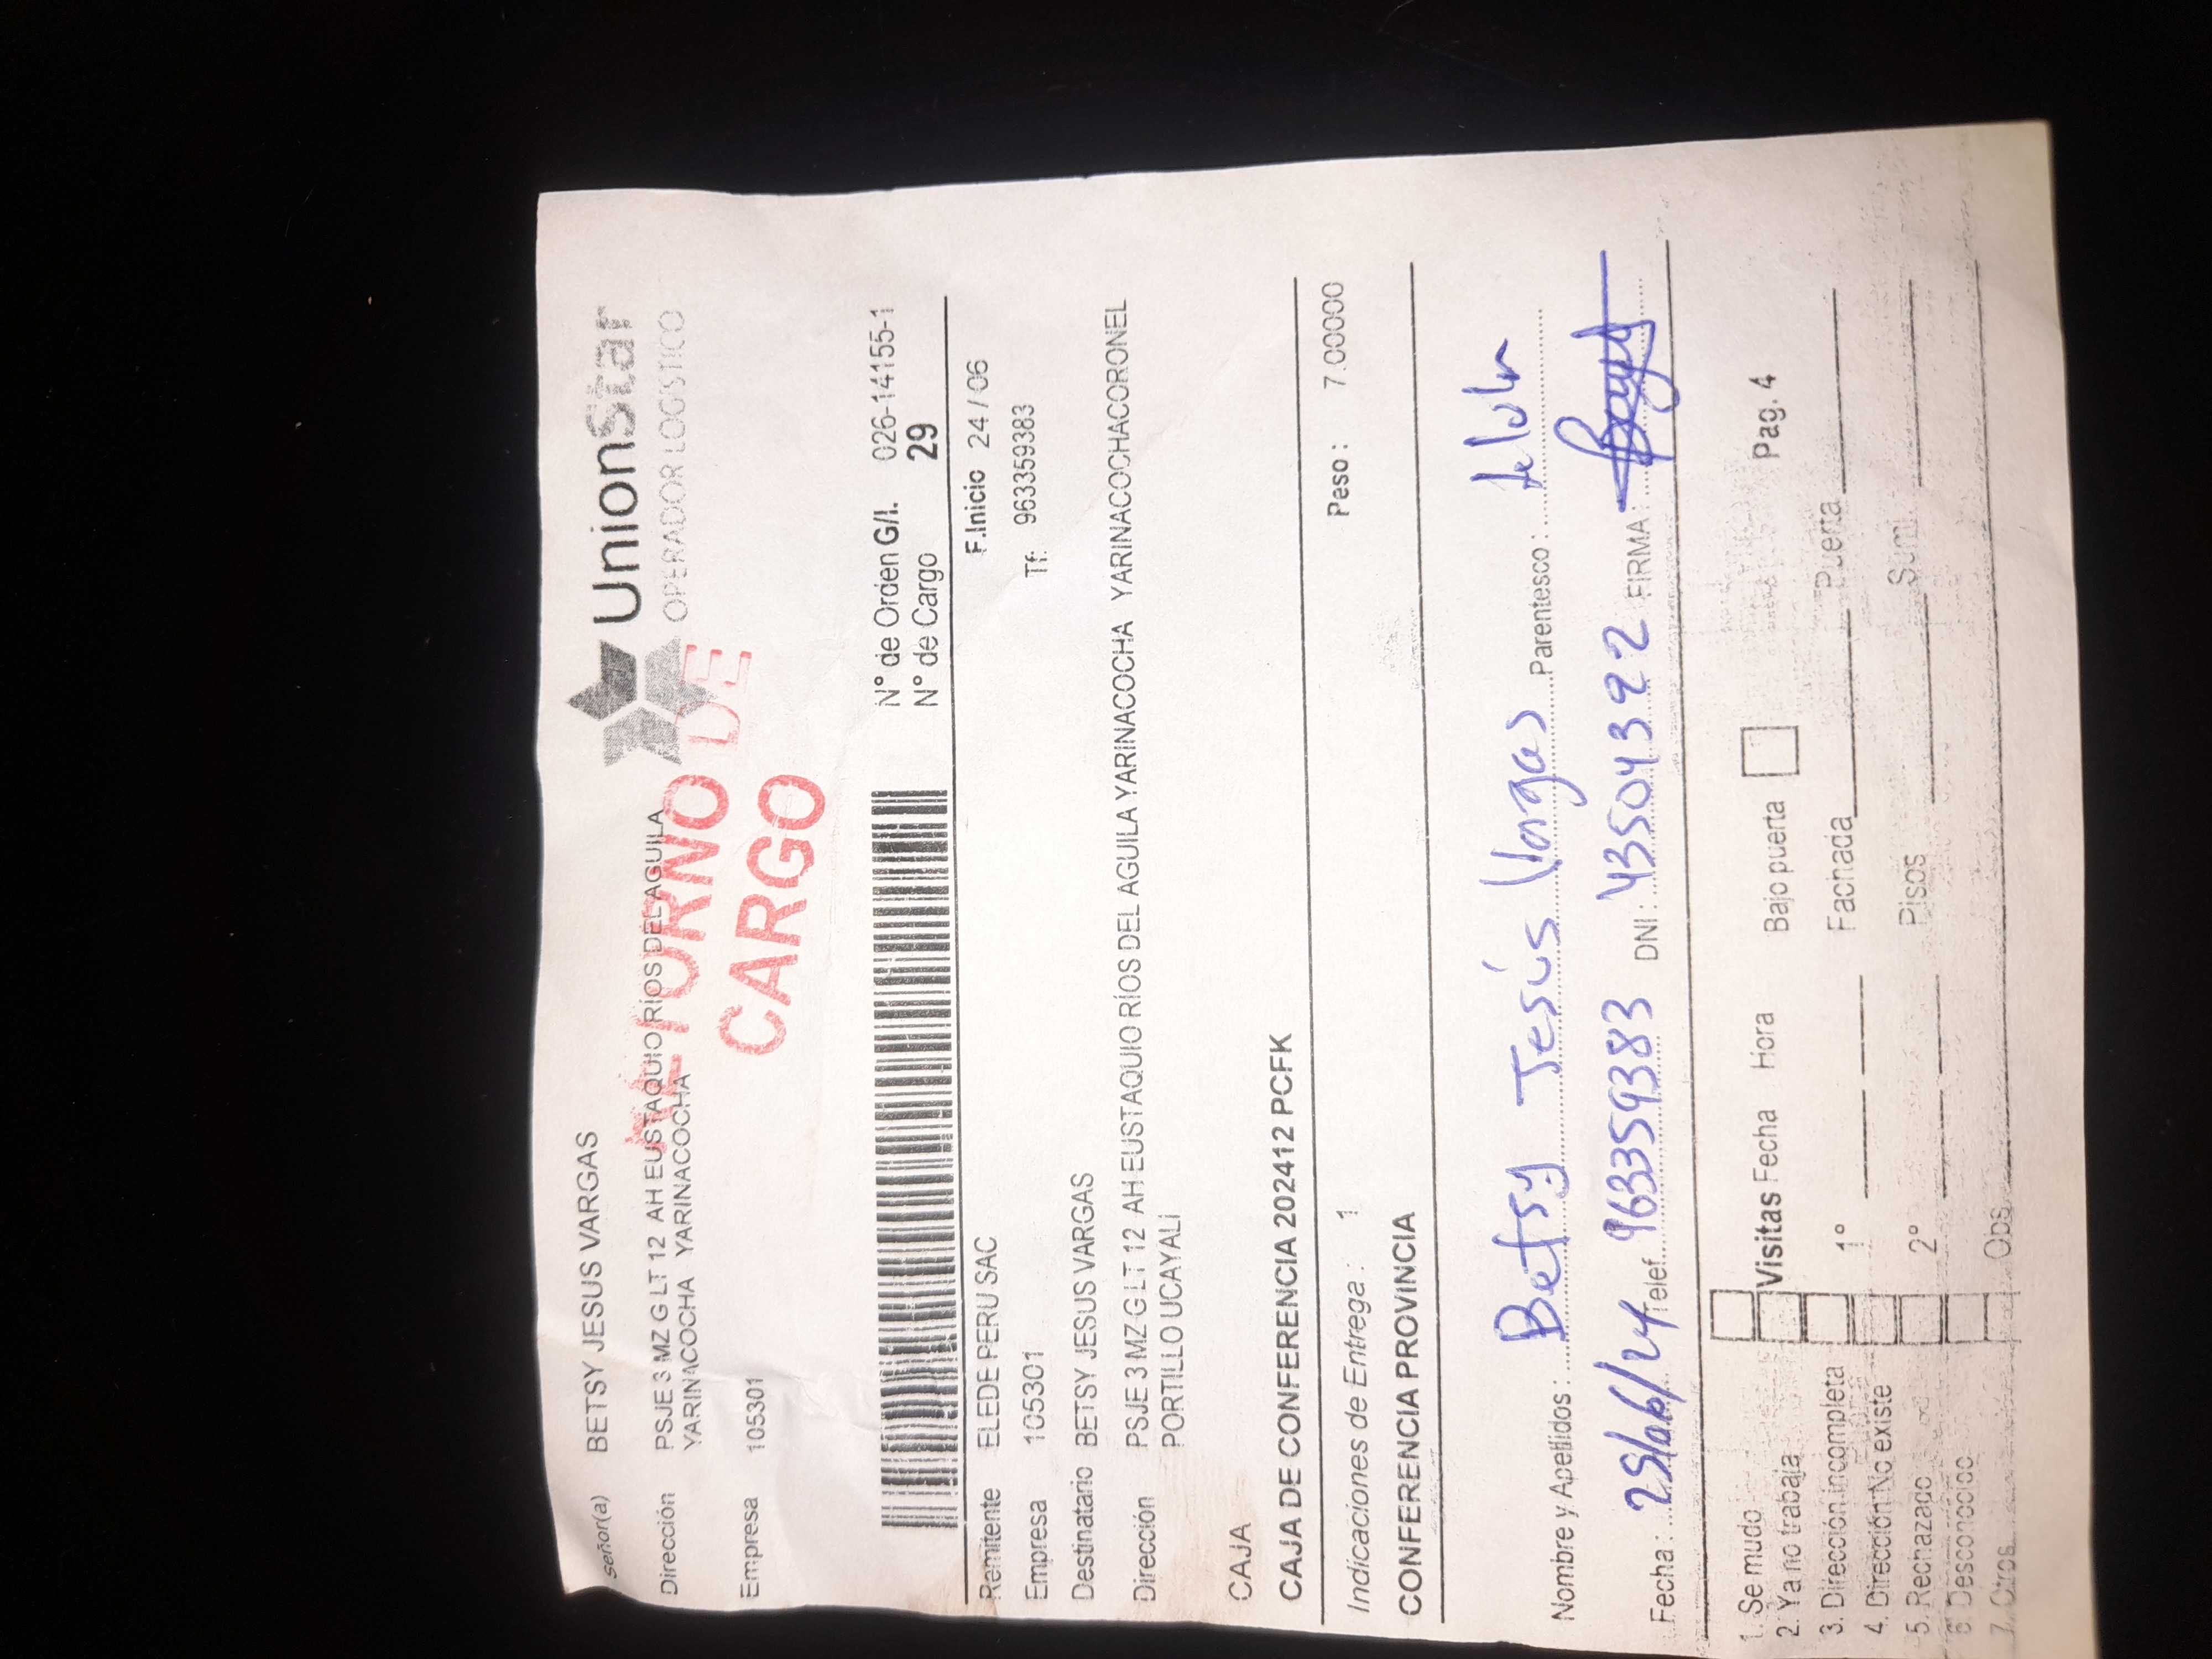 UnionStar
OPERADOR LOGISTICO
señor(a) BETSY JESUS VARGAS
Dirección PSJE 3 MZ G LT 12 AH EUSTAQUIO RÍOS DEL AGUILA
YARINACOCHA YARINACOCHA
Empresa 105301
DE
CARGO
N° de Orden G/I. 026-14155-1
N° de Cargo 29
Remitente ELEDE PERU SAC F.Inicio 24 / 06
Empresa 105301 Tf: 963359383
Destinatario BETSY JESUS VARGAS
Dirección PSJE 3 MZ G LT 12 AH EUSTAQUIO RÍOS DEL AGUILA YARINACOCHA YARINACOCHACORONEL
PORTILLO UCAYALI
CAJA
CAJA DE CONFERENCIA 202412 PCFK
Indicaciones de Entrega : 1 Peso : 7.00000
CONFERENCIA PROVINCIA
Nombre y Apellidos : Betsy Jesús Vargas Parentesco :
Fecha : 25/06/24 Telef. 963359383 DNI : 43504392 FIRMA :
1. Se mudo Visitas Fecha Hora Bajo puerta Pag. 4
2. Ya no trabaja
3. Dirección incompleta 1° Fachada Puerta
4. Dirección No existe
5. Rechazado 2° Pisos Sumi
6 Desconocido
7. Otros Obs